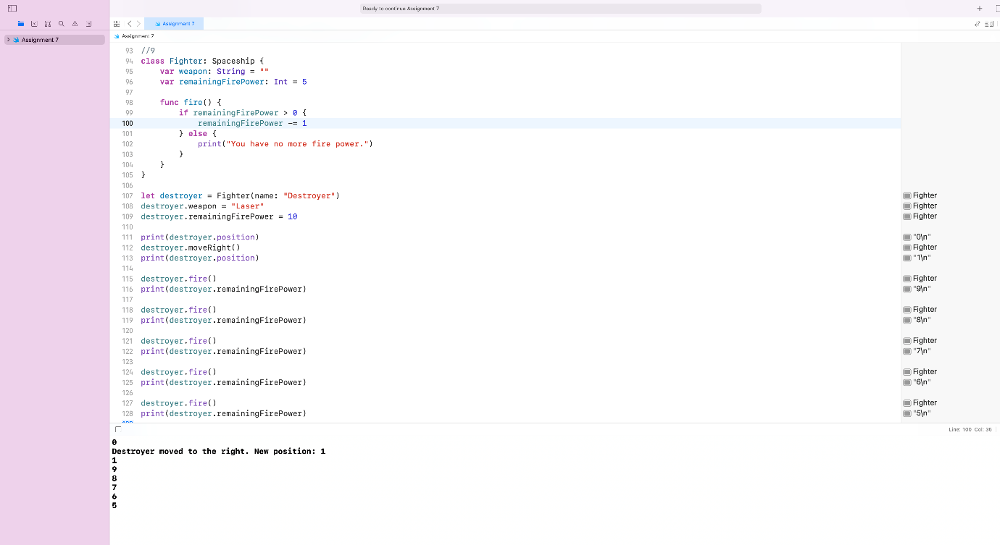 Ready to continue Assignment 7
Assignment 7
Assignment 7
Assignment 7
93 //9
94 class Fighter: Spaceship {
95 var weapon: String = ""
96 var remainingFirePower: Int = 5
97
98 func fire() {
99 if remainingFirePower > 0 {
100 remainingFirePower -= 1
101 } else {
102 print("You have no more fire power.")
103 }
104 }
105 }
106
107 let destroyer = Fighter(name: "Destroyer") Fighter
108 destroyer.weapon = "Laser" Fighter
109 destroyer.remainingFirePower = 10 Fighter
110
111 print(destroyer.position) "0\n"
112 destroyer.moveRight() Fighter
113 print(destroyer.position) "1\n"
114
115 destroyer.fire() Fighter
116 print(destroyer.remainingFirePower) "9\n"
117
118 destroyer.fire() Fighter
119 print(destroyer.remainingFirePower) "8\n"
120
121 destroyer.fire() Fighter
122 print(destroyer.remainingFirePower) "7\n"
123
124 destroyer.fire() Fighter
125 print(destroyer.remainingFirePower) "6\n"
126
127 destroyer.fire() Fighter
128 print(destroyer.remainingFirePower) "5\n"
Line: 100 Col: 36
0
Destroyer moved to the right. New position: 1
1
9
8
7
6
5